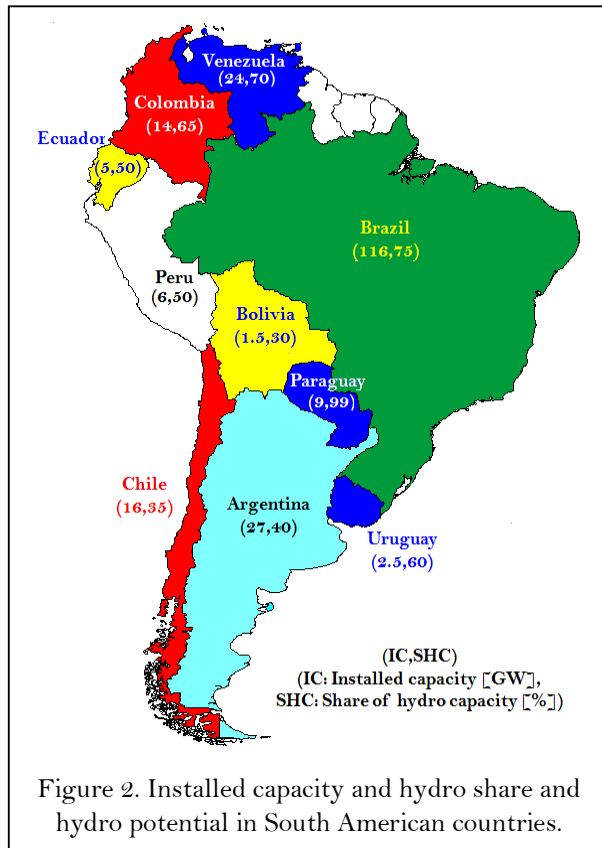 Venezuela
(24,70)
Colombia
(14,65)
Ecuador
(5,50)
Brazil
(116,75)
Peru
(6,50)
Bolivia
(1.5,30)
Paraguay
(9,99)
Chile
(16,35)
Argentina
(27,40)
Uruguay
(2.5,60)
(IC,SHC)
(IC: Installed capacity [GW],
SHC: Share of hydro capacity [%])
Figure 2. Installed capacity and hydro share and
hydro potential in South American countries.